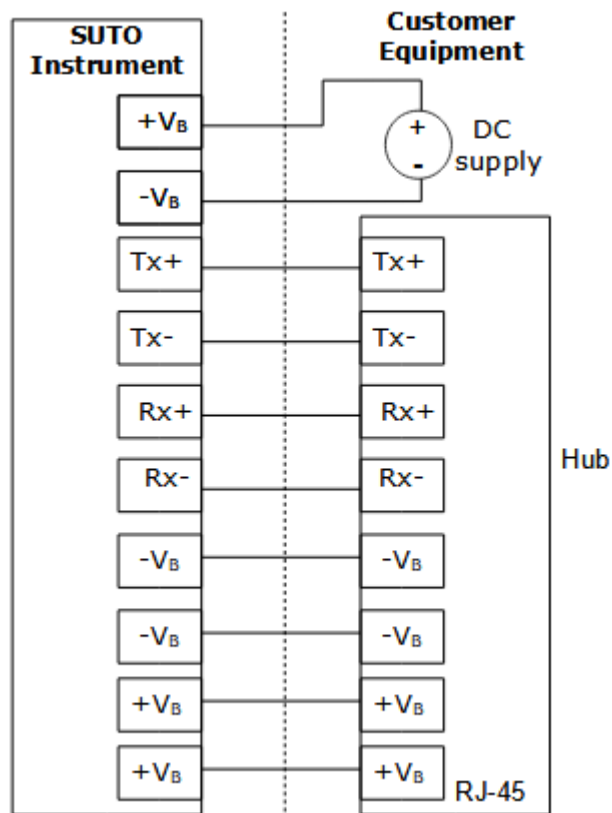 SUTO
Instrument
Customer
Equipment
+VB
-VB
+
-
DC
supply
Tx+
Tx+
Tx-
Tx-
Rx+
Rx+
Rx-
Rx-
Hub
-VB
-VB
-VB
-VB
+VB
+VB
+VB
+VB
RJ-45